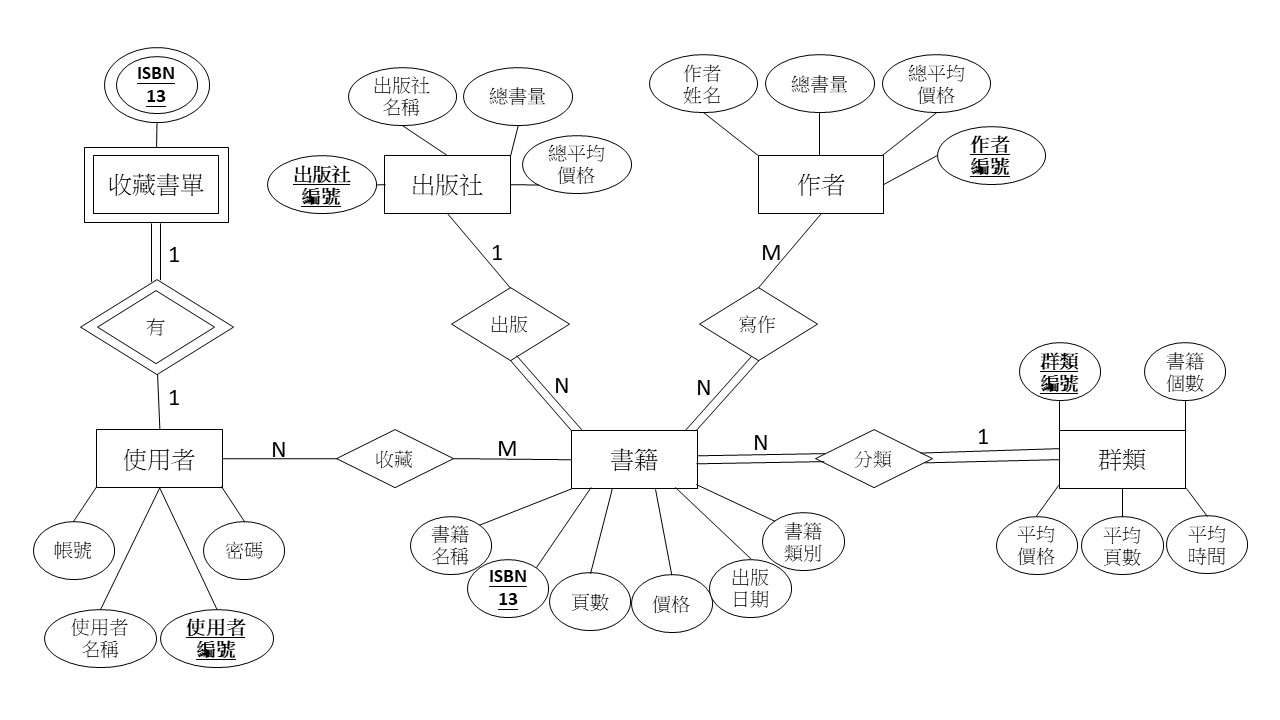 ISBN
13
收藏書單
1
有
1
出版社
名稱
總書量
總平均
價格
出版社
編號
出版社
1
出版
N
作者
姓名
總書量
總平均
價格
作者
編號
作者
M
寫作
N
使用者
N
收藏
M
書籍
N
分類
1
群類
群類
編號
書籍
個數
平均
價格
平均
頁數
平均
時間
帳號
密碼
使用者
名稱
使用者
編號
書籍
名稱
ISBN
13
頁數
價格
出版
日期
書籍
類別